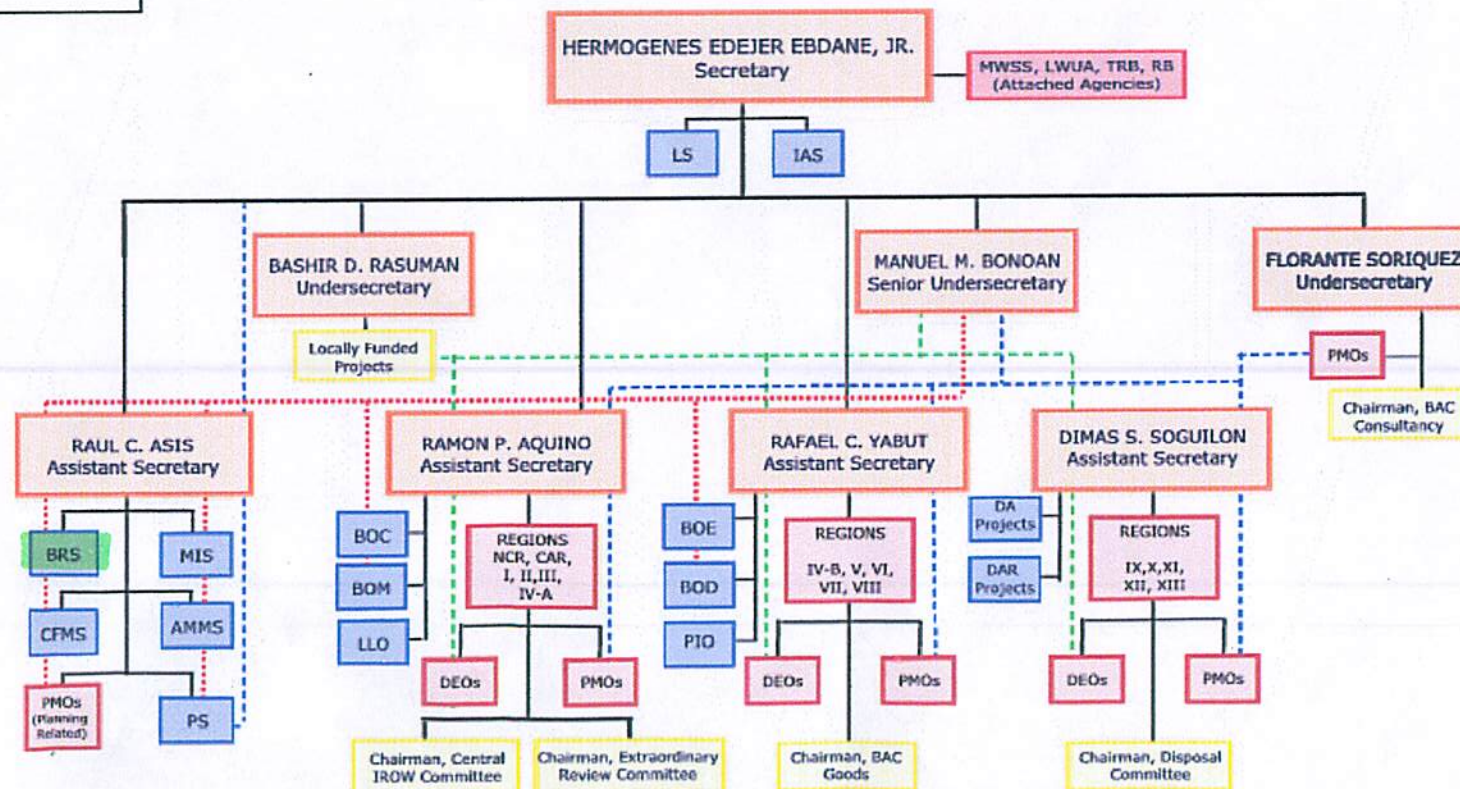 HERMOGENES EDEJER EBDANE, JR.
Secretary
MWSS, LWUA, TRB, RB
(Attached Agencies)
LS
IAS
BASHIR D. RASUMAN
Undersecretary
MANUEL M. BONOAN
Senior Undersecretary
FLORANTE SORIQUEZ
Undersecretary
Locally Funded
Projects
PMOs
Chairman, BAC
Consultancy
RAUL C. ASIS
Assistant Secretary
RAMON P. AQUINO
Assistant Secretary
RAFAEL C. YABUT
Assistant Secretary
DIMAS S. SOGUILON
Assistant Secretary
BRS
MIS
CFMS
AMMS
PMOs
(Planning
Related)
PS
BOC
BOM
LLO
REGIONS
NCR, CAR,
I, II,III,
IV-A
DEOs
PMOs
Chairman, Central
IROW Committee
Chairman, Extraordinary
Review Committee
BOE
BOD
PIO
REGIONS
IV-B, V, VI,
VII, VIII
DEOs
PMOs
Chairman, BAC
Goods
DA
Projects
DAR
Projects
REGIONS
IX,X,XI,
XII, XIII
DEOs
PMOs
Chairman, Disposal
Committee